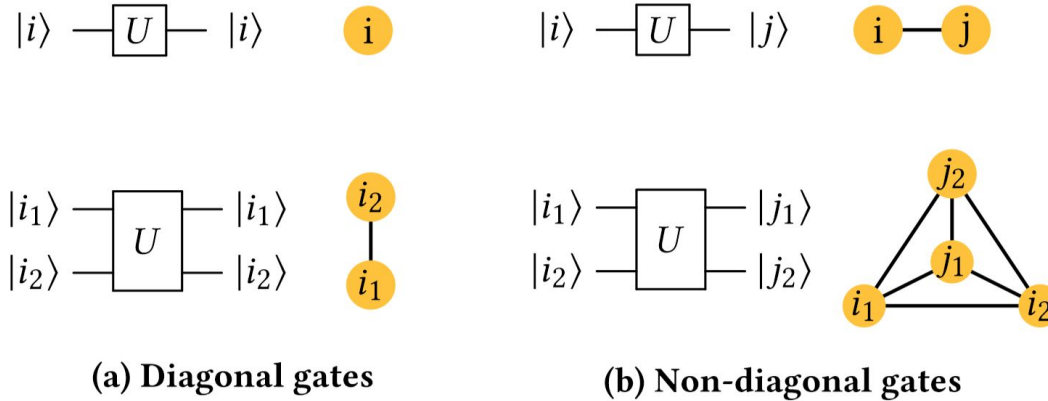 |i⟩ U |i⟩ i
|i⟩ U |j⟩ i j
|i₁⟩ |i₁⟩ i₂
U
|i₂⟩ |i₂⟩ i₁
j₂
|i₁⟩ |j₁⟩
U j₁
|i₂⟩ |j₂⟩ i₁ i₂
(a) Diagonal gates
(b) Non-diagonal gates